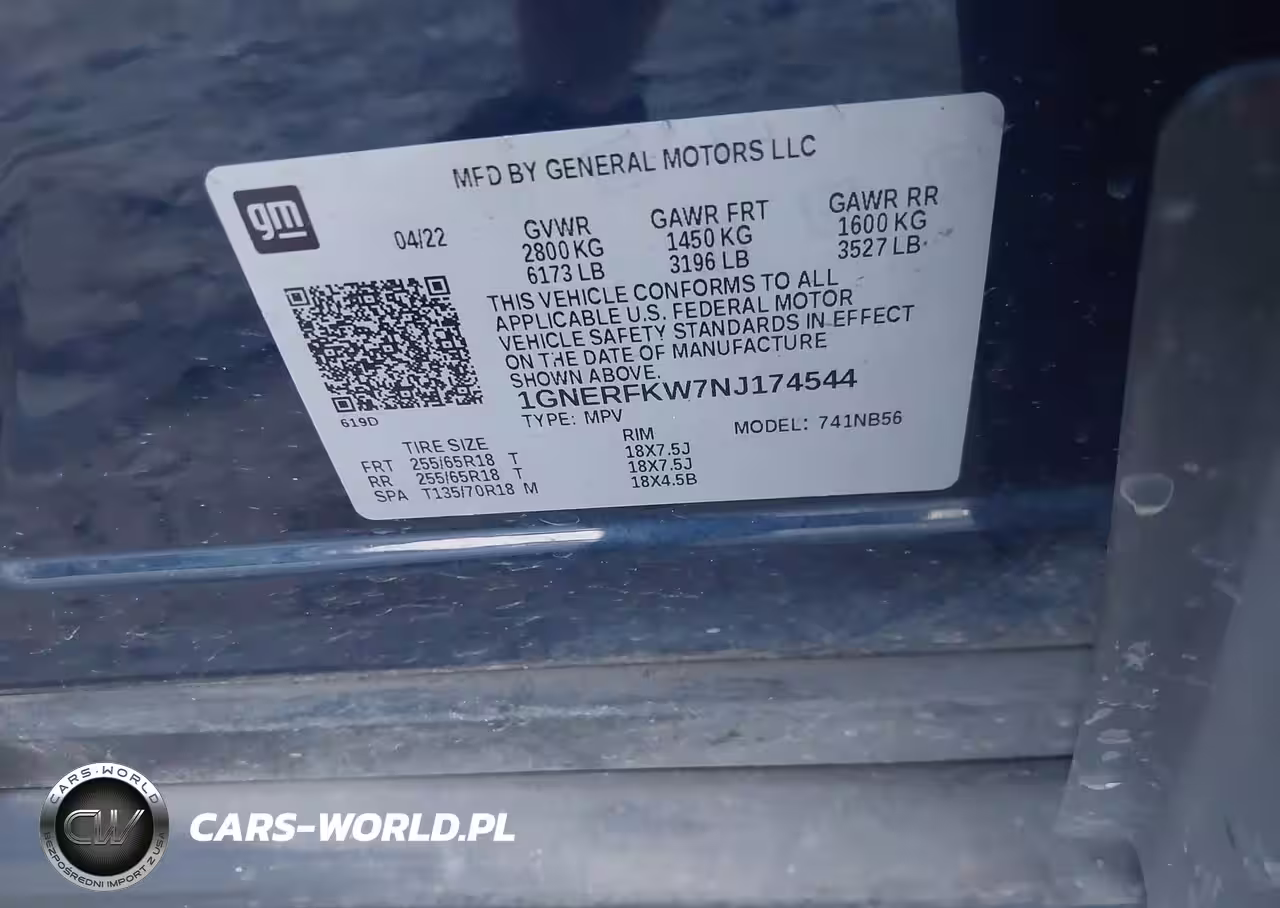 MFD BY GENERAL MOTORS LLC
gm
04/22
GVWR
2800 KG
6173 LB
GAWR FRT
1450 KG
3196 LB
GAWR RR
1600 KG
3527 LB
THIS VEHICLE CONFORMS TO ALL
APPLICABLE U.S. FEDERAL MOTOR
VEHICLE SAFETY STANDARDS IN EFFECT
ON THE DATE OF MANUFACTURE
SHOWN ABOVE.
1GNERFKW7NJ174544
619D
TYPE: MPV
MODEL: 741NB56
TIRE SIZE RIM
FRT 255/65R18 T 18X7.5J
RR 255/65R18 T 18X7.5J
SPA T135/70R18 M 18X4.5B
CARS-WORLD
CW
BEZPOŚREDNI IMPORT Z USA
CARS-WORLD.PL